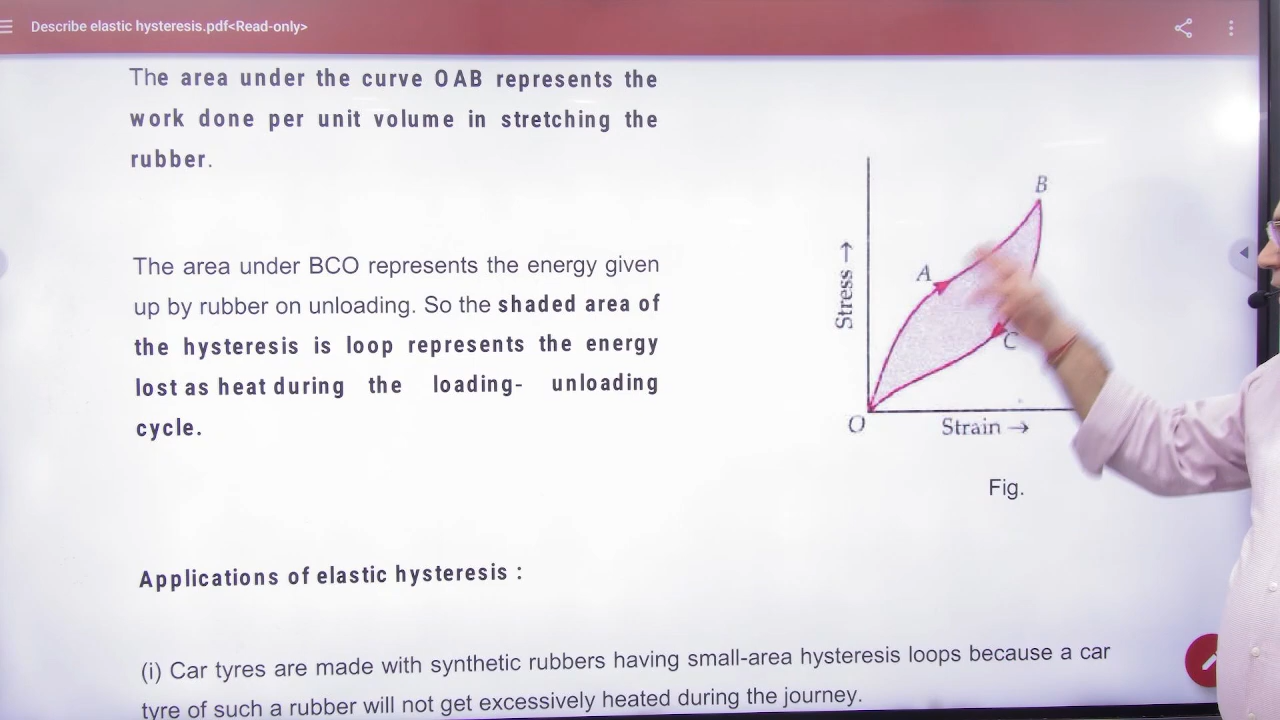 Describe elastic hysteresis.pdf<Read-only>
The area under the curve OAB represents the
work done per unit volume in stretching the
rubber.
The area under BCO represents the energy given
up by rubber on unloading. So the shaded area of
the hysteresis is loop represents the energy
lost as heat during the loading- unloading
cycle.
B
A
Stress →
C
O
Strain →
Fig.
Applications of elastic hysteresis :
(i) Car tyres are made with synthetic rubbers having small-area hysteresis loops because a car
tyre of such a rubber will not get excessively heated during the journey.